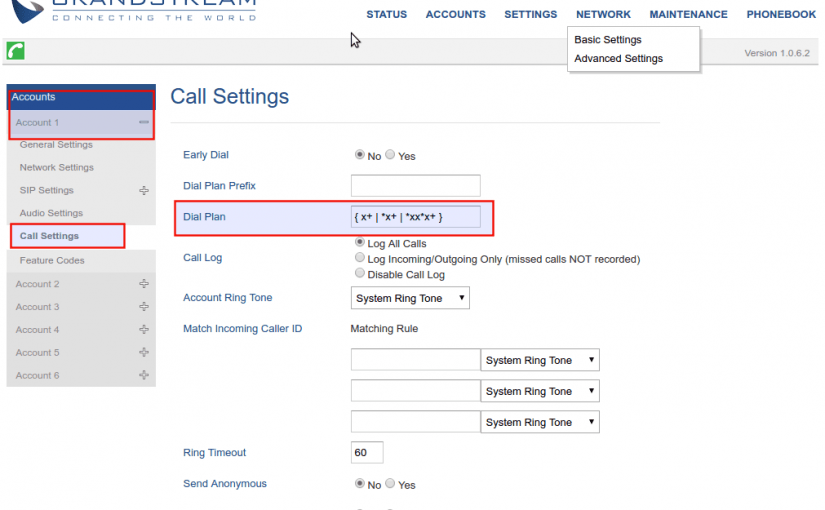 GRANDSTREAM
CONNECTING THE WORLD
STATUS ACCOUNTS SETTINGS NETWORK MAINTENANCE PHONEBOOK
Basic Settings
Advanced Settings
Version 1.0.6.2
Accounts
Account 1
General Settings
Network Settings
SIP Settings
Audio Settings
Call Settings
Feature Codes
Account 2
Account 3
Account 4
Account 5
Account 6
Call Settings
Early Dial No Yes
Dial Plan Prefix
Dial Plan { x+ | *x+ | *xx*x+ }
Call Log Log All Calls
Log Incoming/Outgoing Only (missed calls NOT recorded)
Disable Call Log
Account Ring Tone System Ring Tone
Match Incoming Caller ID Matching Rule
System Ring Tone
System Ring Tone
System Ring Tone
Ring Timeout 60
Send Anonymous No Yes